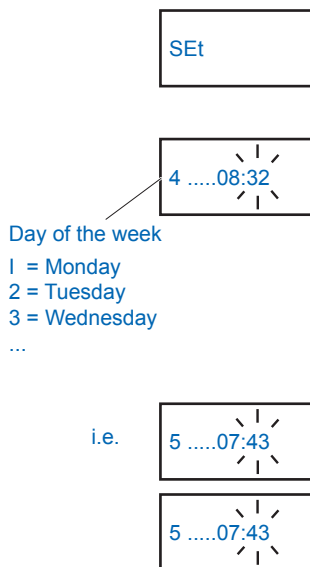 SEt
4 .....08:32
Day of the week
I = Monday
2 = Tuesday
3 = Wednesday
...
i.e.
5 .....07:43
5 .....07:43